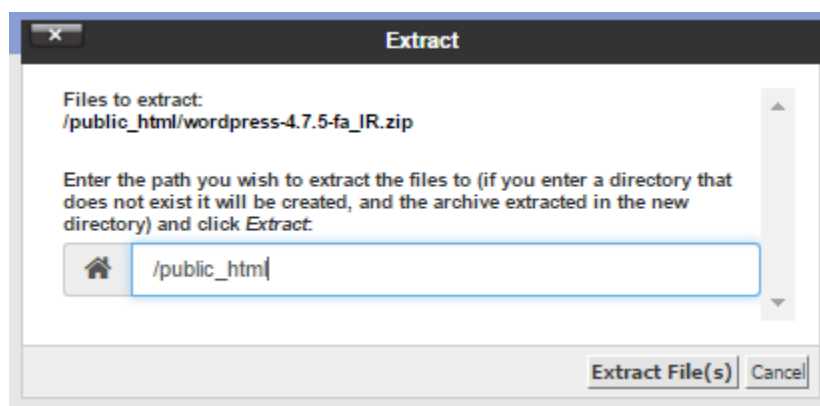 Extract
Files to extract:
/public_html/wordpress-4.7.5-fa_IR.zip
Enter the path you wish to extract the files to (if you enter a directory that
does not exist it will be created, and the archive extracted in the new
directory) and click Extract:
/public_html
Extract File(s) Cancel